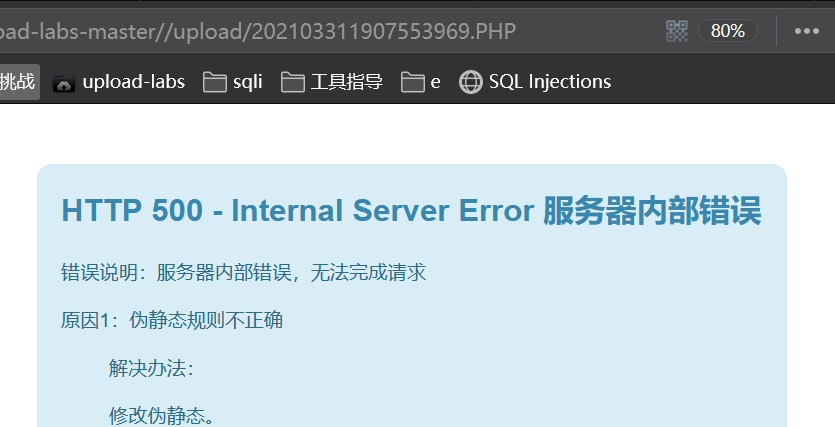 oad-labs-master//upload/202103311907553969.PHP
80%
挑战 upload-labs sqli 工具指导 e SQL Injections
HTTP 500 - Internal Server Error 服务器内部错误
错误说明：服务器内部错误，无法完成请求
原因1：伪静态规则不正确
解决办法：
修改伪静态。